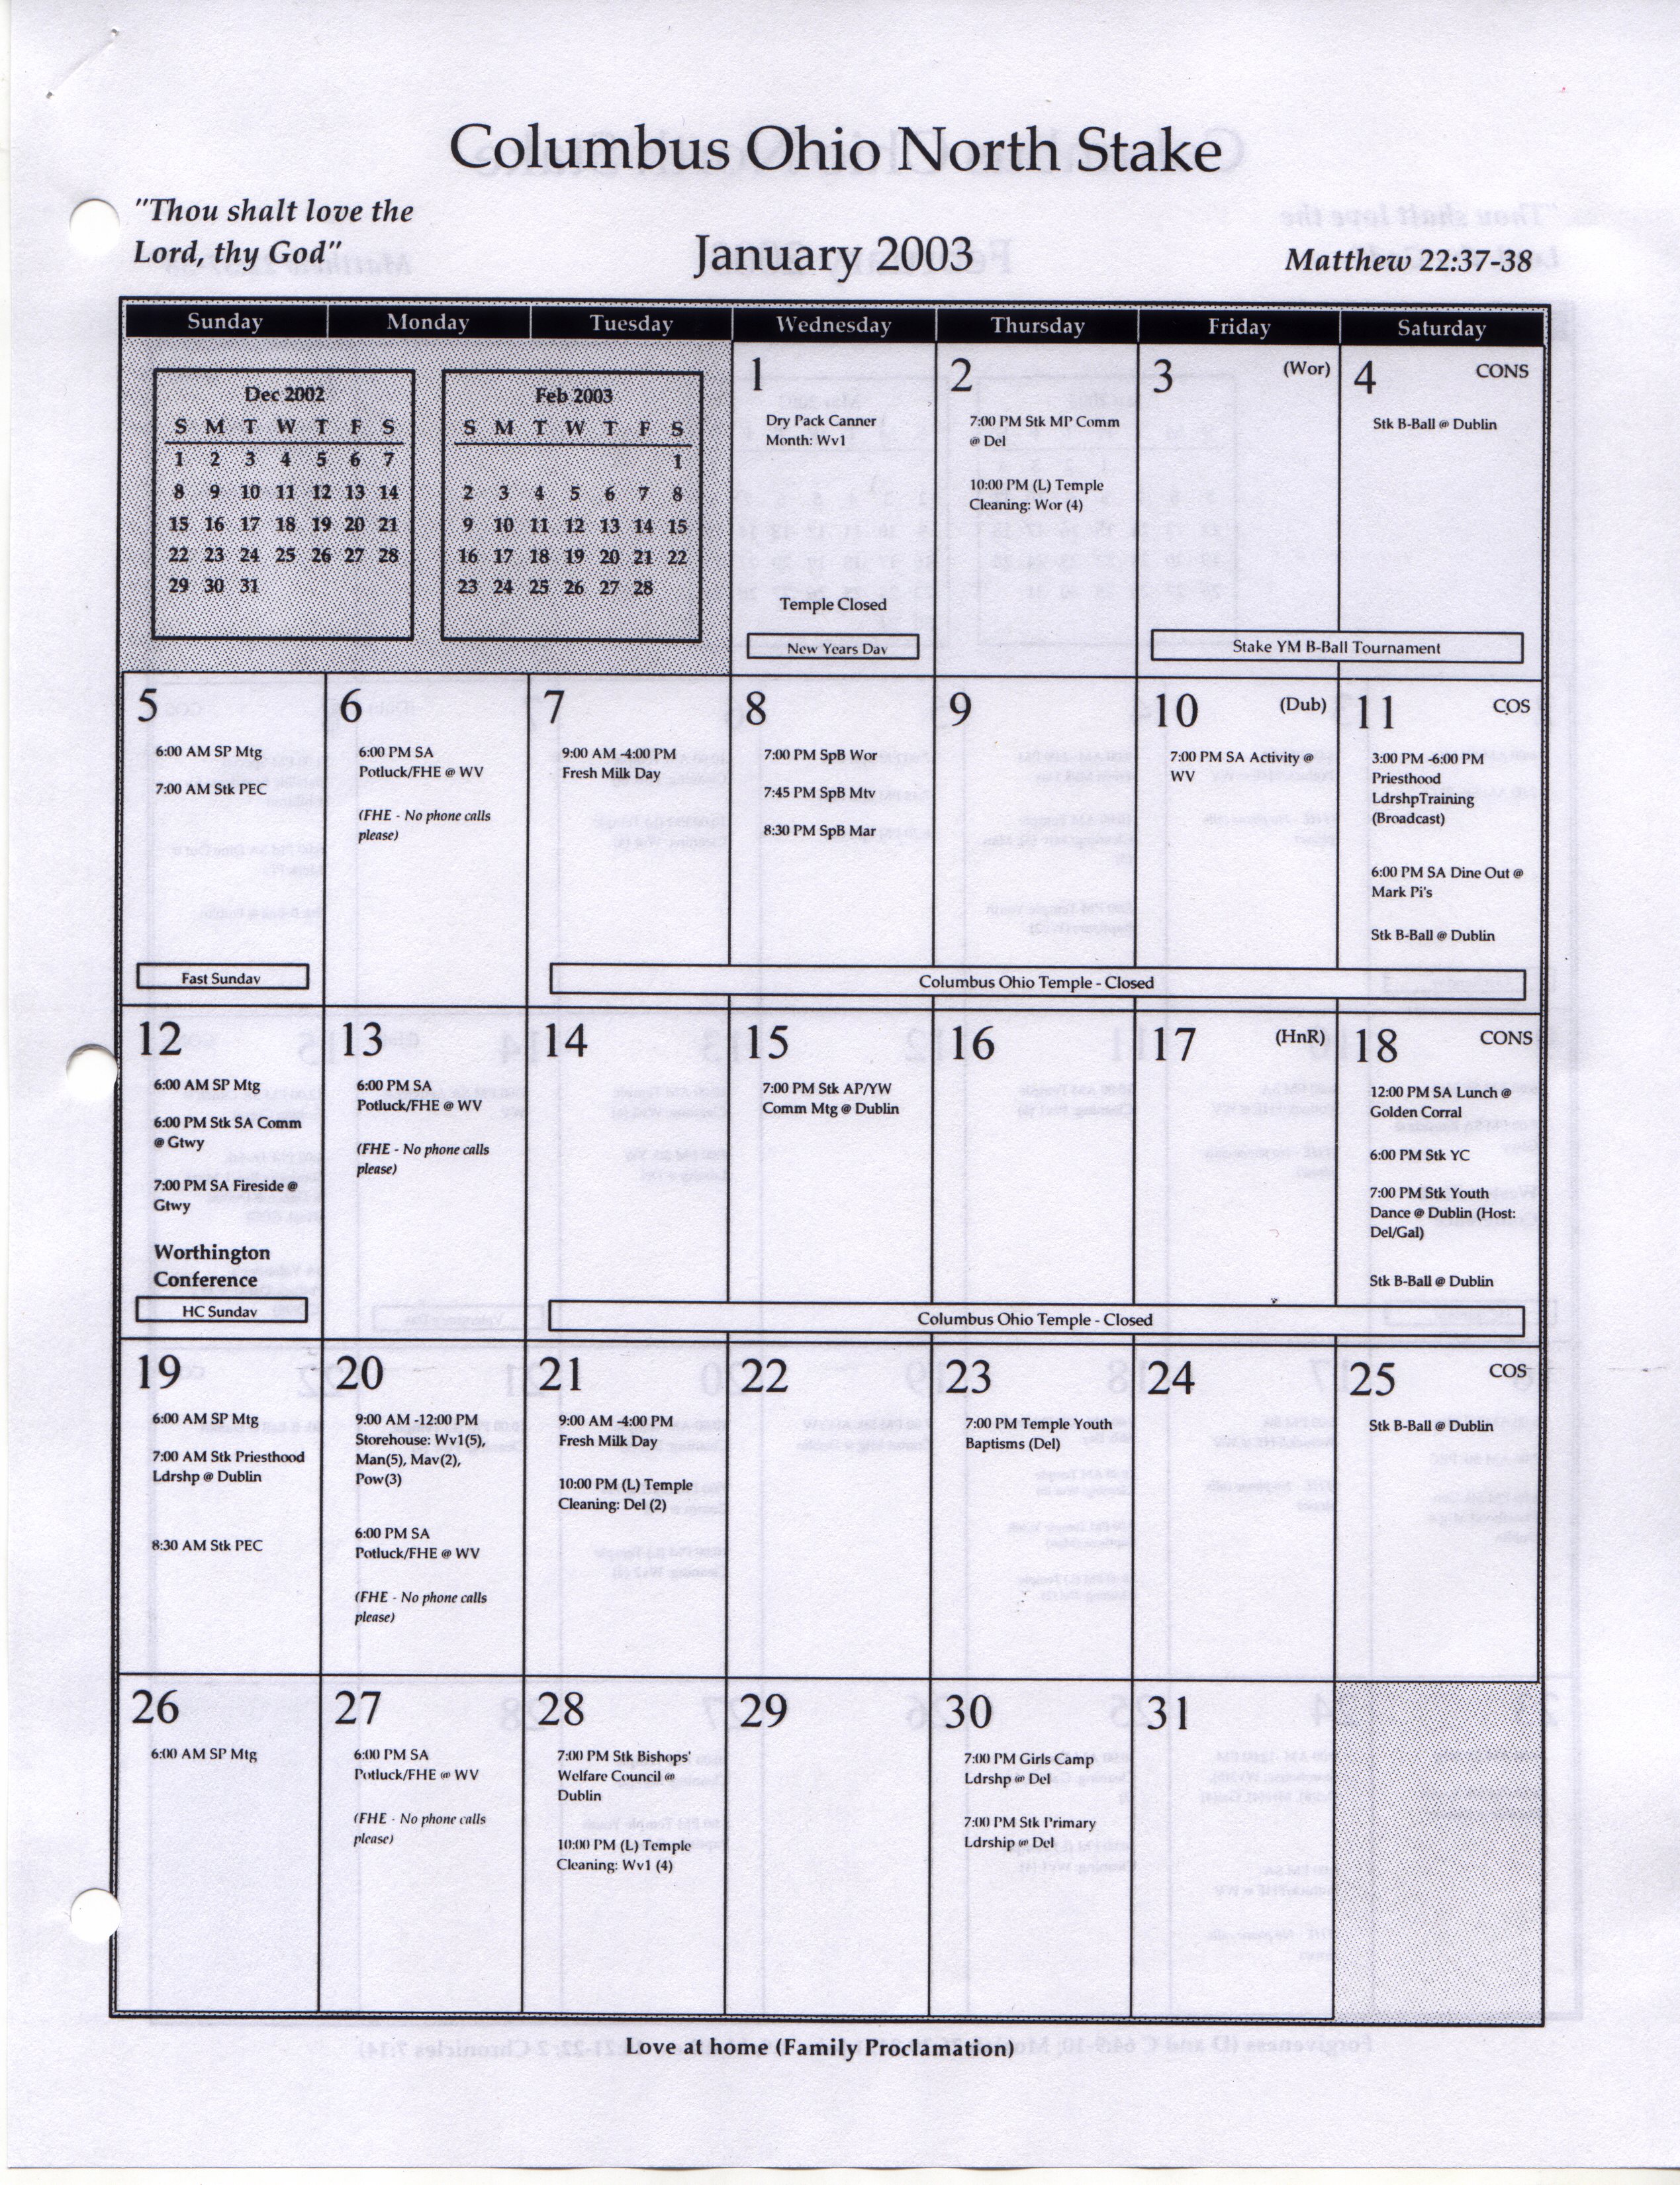 Columbus Ohio North Stake
"Thou shalt love the
Lord, thy God"
January 2003
Matthew 22:37-38
Sunday Monday Tuesday Wednesday Thursday Friday Saturday
Dec 2002
S M T W T F S
1 2 3 4 5 6 7
8 9 10 11 12 13 14
15 16 17 18 19 20 21
22 23 24 25 26 27 28
29 30 31
Feb 2003
S M T W T F S
1
2 3 4 5 6 7 8
9 10 11 12 13 14 15
16 17 18 19 20 21 22
23 24 25 26 27 28
1
Dry Pack Canner
Month: Wv1
Temple Closed
New Years Day
2
7:00 PM Stk MP Comm
@ Del
10:00 PM (L) Temple
Cleaning: Wor (4)
3 (Wor)
4 CONS
Stk B-Ball @ Dublin
Stake YM B-Ball Tournament
5
6:00 AM SP Mtg
7:00 AM Stk PEC
Fast Sunday
6
6:00 PM SA
Potluck/FHE @ WV
(FHE - No phone calls
please)
7
9:00 AM -4:00 PM
Fresh Milk Day
8
7:00 PM SpB Wor
7:45 PM SpB Mtv
8:30 PM SpB Mar
9
10 (Dub)
7:00 PM SA Activity @
WV
11 COS
3:00 PM -6:00 PM
Priesthood
LdrshpTraining
(Broadcast)
6:00 PM SA Dine Out @
Mark Pi's
Stk B-Ball @ Dublin
Columbus Ohio Temple - Closed
12
6:00 AM SP Mtg
6:00 PM Stk SA Comm
@ Gtwy
7:00 PM SA Fireside @
Gtwy
Worthington
Conference
HC Sunday
13
6:00 PM SA
Potluck/FHE @ WV
(FHE - No phone calls
please)
14
15
7:00 PM Stk AP/YW
Comm Mtg @ Dublin
16
17 (HnR)
18 CONS
12:00 PM SA Lunch @
Golden Corral
6:00 PM Stk YC
7:00 PM Stk Youth
Dance @ Dublin (Host:
Del/Gal)
Stk B-Ball @ Dublin
Columbus Ohio Temple - Closed
19
6:00 AM SP Mtg
7:00 AM Stk Priesthood
Ldrshp @ Dublin
8:30 AM Stk PEC
20
9:00 AM -12:00 PM
Storehouse: Wv1(5),
Man(5), Mav(2),
Pow(3)
6:00 PM SA
Potluck/FHE @ WV
(FHE - No phone calls
please)
21
9:00 AM -4:00 PM
Fresh Milk Day
10:00 PM (L) Temple
Cleaning: Del (2)
22
23
7:00 PM Temple Youth
Baptisms (Del)
24
25 COS
Stk B-Ball @ Dublin
26
6:00 AM SP Mtg
27
6:00 PM SA
Potluck/FHE @ WV
(FHE - No phone calls
please)
28
7:00 PM Stk Bishops'
Welfare Council @
Dublin
10:00 PM (L) Temple
Cleaning: Wv1 (4)
29
30
7:00 PM Girls Camp
Ldrshp @ Del
7:00 PM Stk Primary
Ldrship @ Del
31
Love at home (Family Proclamation)